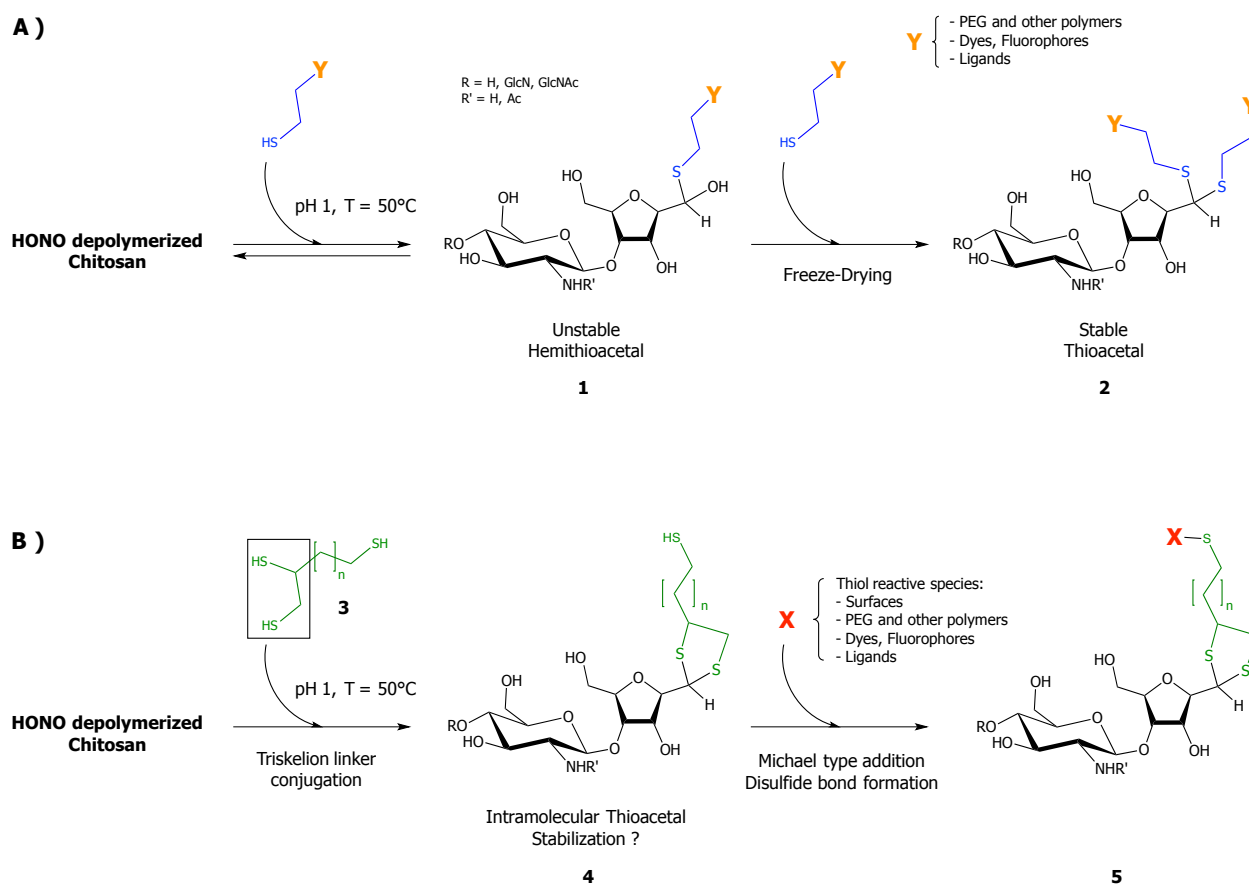 A )
- PEG and other polymers
Y
- Dyes, Fluorophores
- Ligands
Y
HS
pH 1, T = 50°C
HONO depolymerized
Chitosan
R = H, GlcN, GlcNAc
R' = H, Ac
Y
S
OH
H
HO
O
OH
OH
O
RO
HO
O
NHR'
Unstable
Hemithioacetal
1
Y
HS
Freeze-Drying
Y
Y
S
S
H
HO
O
OH
OH
O
RO
HO
O
NHR'
Stable
Thioacetal
2
B )
HS
SH
n
HS
3
pH 1, T = 50°C
HONO depolymerized
Chitosan
Triskelion linker
conjugation
HS
n
S
S
H
HO
O
OH
OH
O
RO
HO
O
NHR'
Intramolecular Thioacetal
Stabilization ?
4
X
Thiol reactive species:
- Surfaces
- PEG and other polymers
- Dyes, Fluorophores
- Ligands
Michael type addition
Disulfide bond formation
X
S
n
S
S
H
HO
O
OH
OH
O
RO
HO
O
NHR'
5